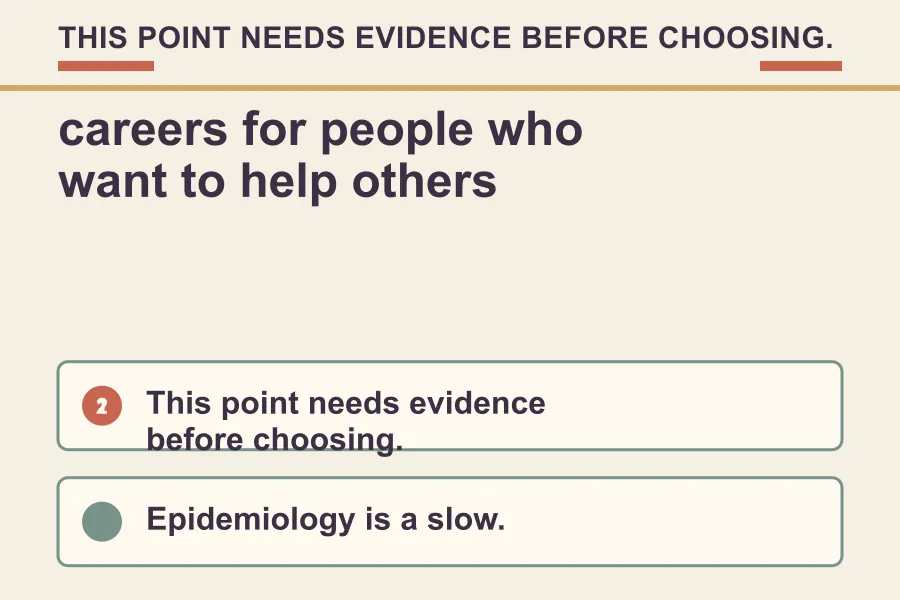 THIS POINT NEEDS EVIDENCE BEFORE CHOOSING.
careers for people who
want to help others
2
This point needs evidence
before choosing.
Epidemiology is a slow.